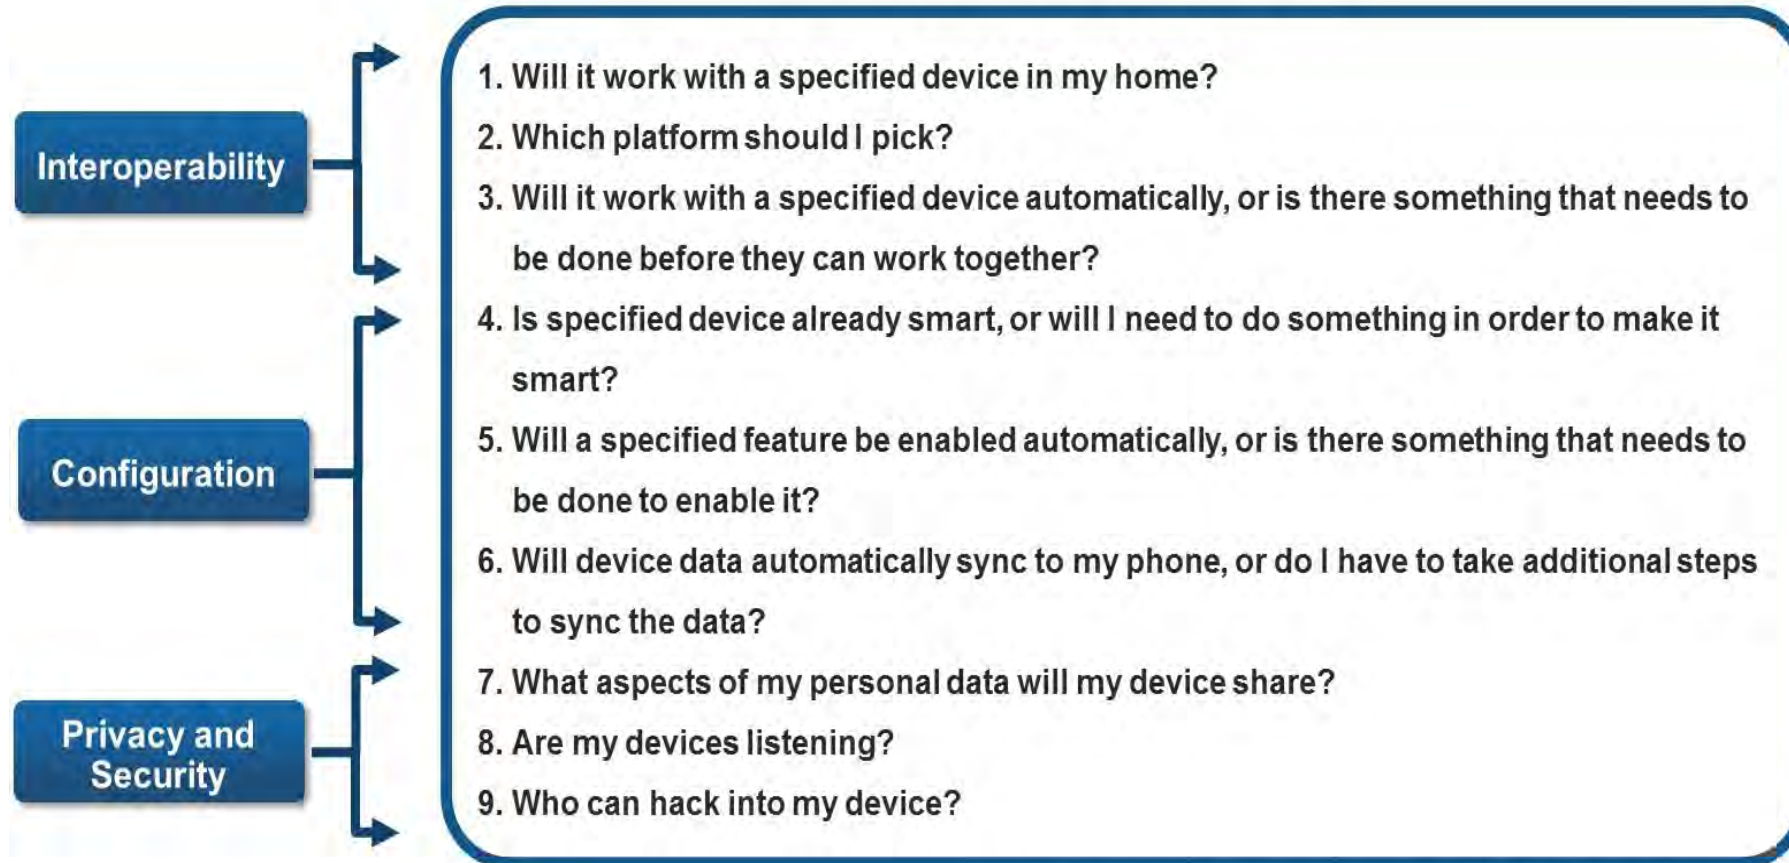 Interoperability
1. Will it work with a specified device in my home?
2. Which platform should I pick?
3. Will it work with a specified device automatically, or is there something that needs to
be done before they can work together?
Configuration
4. Is specified device already smart, or will I need to do something in order to make it
smart?
5. Will a specified feature be enabled automatically, or is there something that needs to
be done to enable it?
6. Will device data automatically sync to my phone, or do I have to take additional steps
to sync the data?
Privacy and
Security
7. What aspects of my personal data will my device share?
8. Are my devices listening?
9. Who can hack into my device?